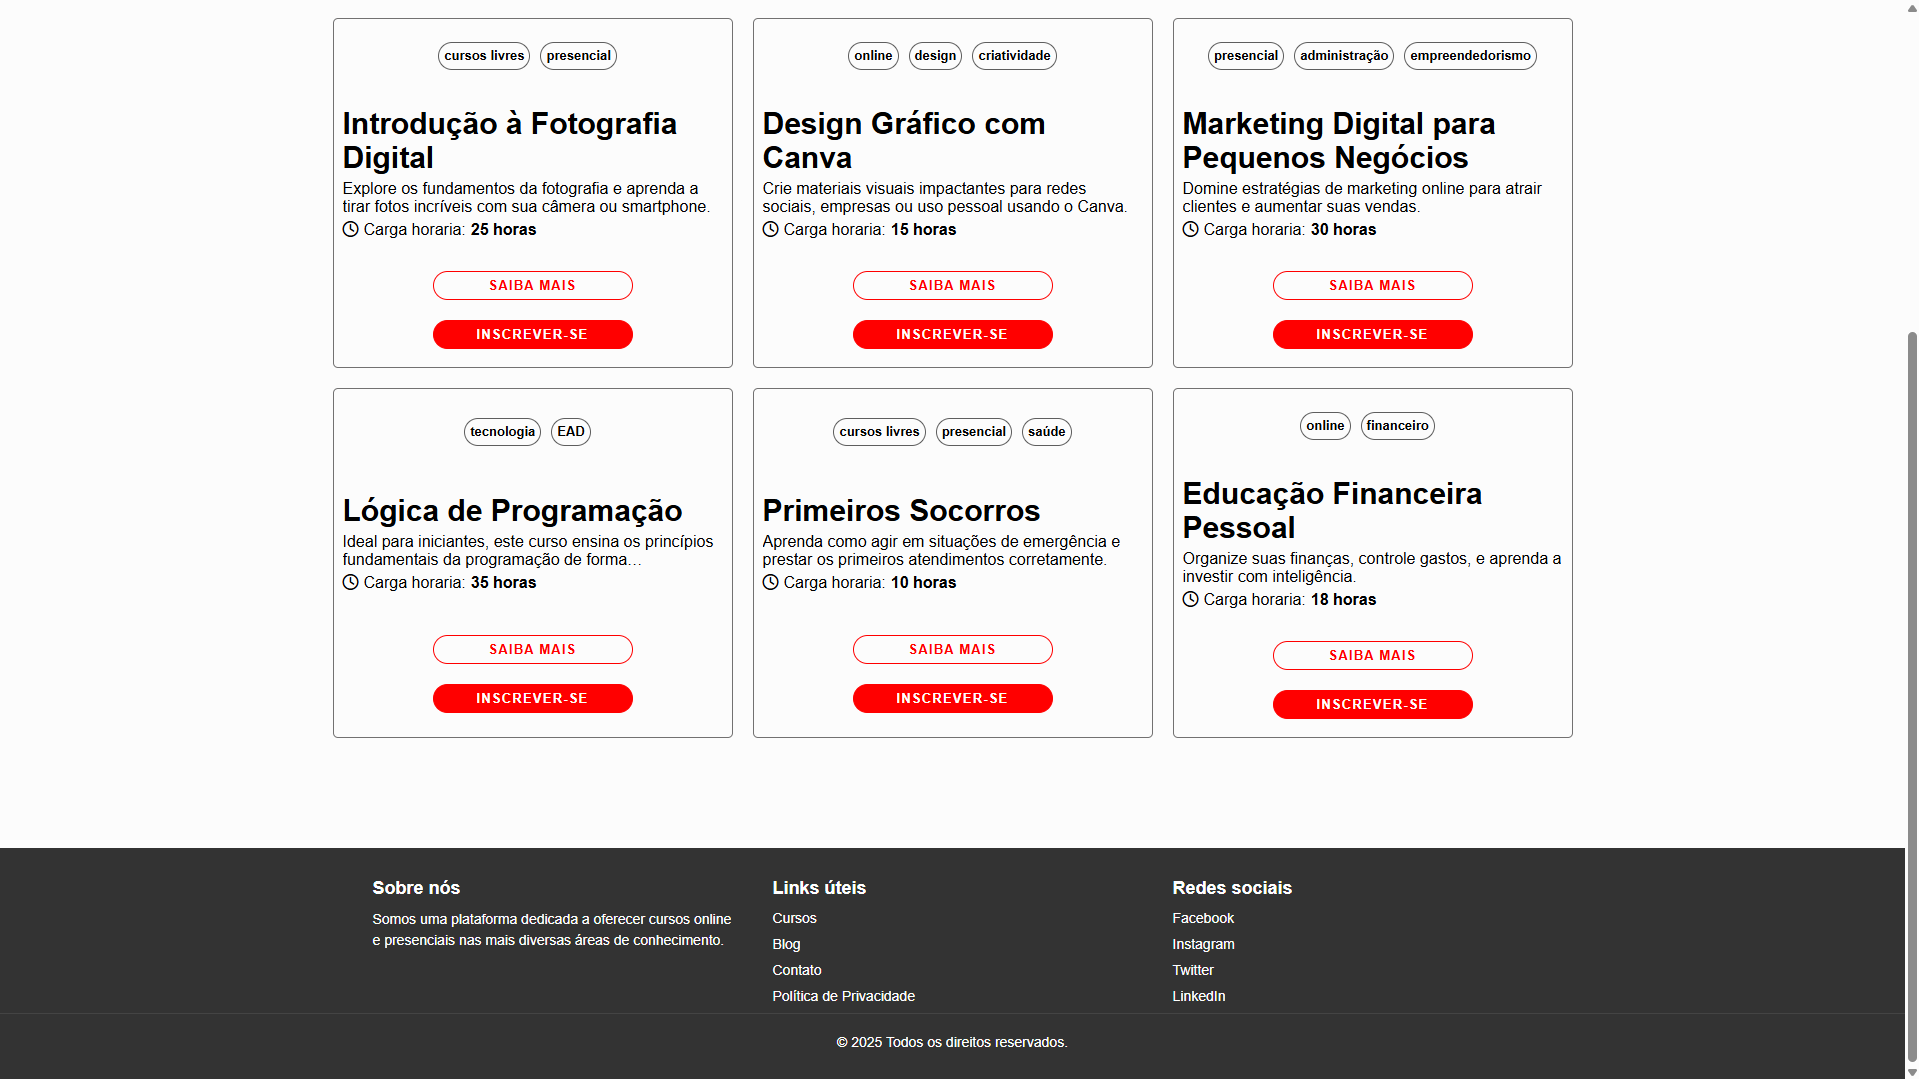 cursos livres presencial
Introdução à Fotografia
Digital
Explore os fundamentos da fotografia e aprenda a
tirar fotos incríveis com sua câmera ou smartphone.
Carga horaria: 25 horas
SAIBA MAIS
INSCREVER-SE
online design criatividade
Design Gráfico com
Canva
Crie materiais visuais impactantes para redes
sociais, empresas ou uso pessoal usando o Canva.
Carga horaria: 15 horas
SAIBA MAIS
INSCREVER-SE
presencial administração empreendedorismo
Marketing Digital para
Pequenos Negócios
Domine estratégias de marketing online para atrair
clientes e aumentar suas vendas.
Carga horaria: 30 horas
SAIBA MAIS
INSCREVER-SE
tecnologia EAD
Lógica de Programação
Ideal para iniciantes, este curso ensina os princípios
fundamentais da programação de forma…
Carga horaria: 35 horas
SAIBA MAIS
INSCREVER-SE
cursos livres presencial saúde
Primeiros Socorros
Aprenda como agir em situações de emergência e
prestar os primeiros atendimentos corretamente.
Carga horaria: 10 horas
SAIBA MAIS
INSCREVER-SE
online financeiro
Educação Financeira
Pessoal
Organize suas finanças, controle gastos, e aprenda a
investir com inteligência.
Carga horaria: 18 horas
SAIBA MAIS
INSCREVER-SE
Sobre nós
Somos uma plataforma dedicada a oferecer cursos online
e presenciais nas mais diversas áreas de conhecimento.
Links úteis
Cursos
Blog
Contato
Política de Privacidade
Redes sociais
Facebook
Instagram
Twitter
LinkedIn
© 2025 Todos os direitos reservados.